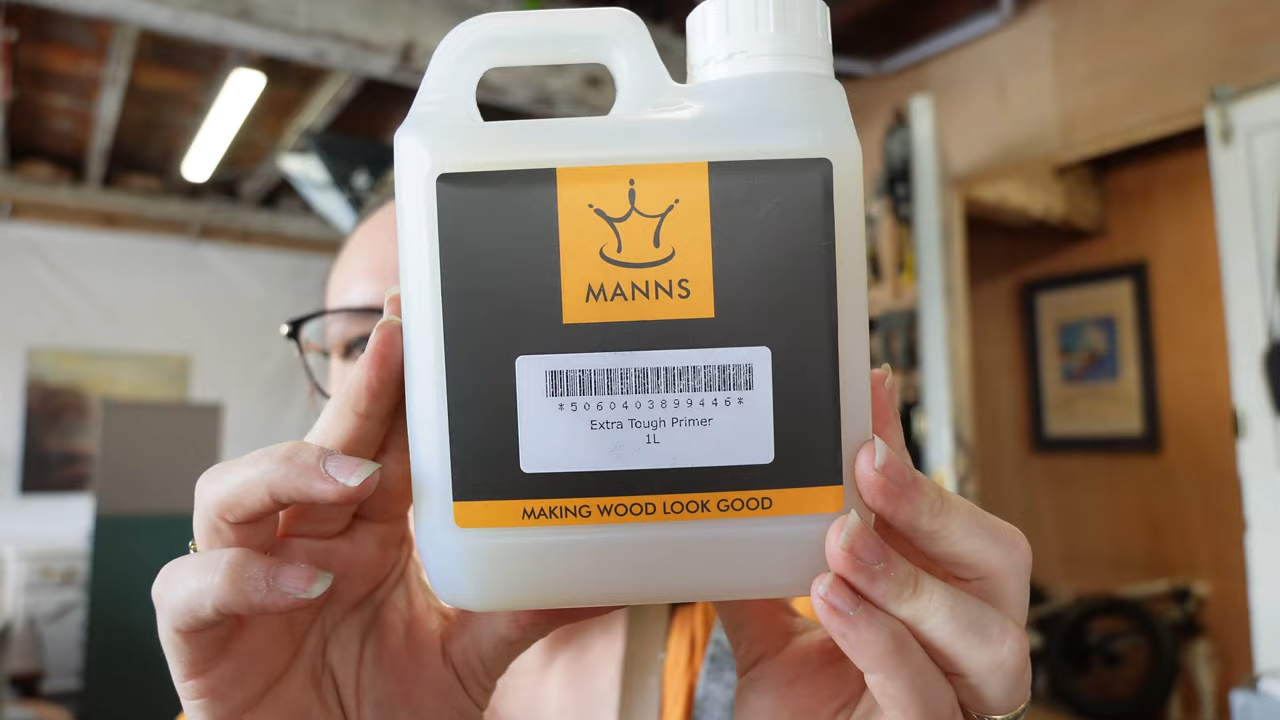 MANNS
*5060403899446*
Extra Tough Primer
1L
MAKING WOOD LOOK GOOD